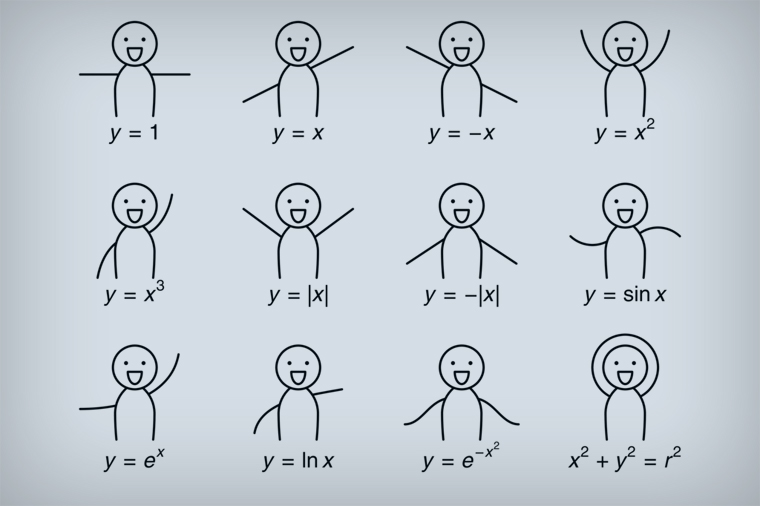 y = 1
y = x
y = −x
y = x²
y = x³
y = |x|
y = −|x|
y = sin x
y = eˣ
y = ln x
y = e^−x²
x² + y² = r²